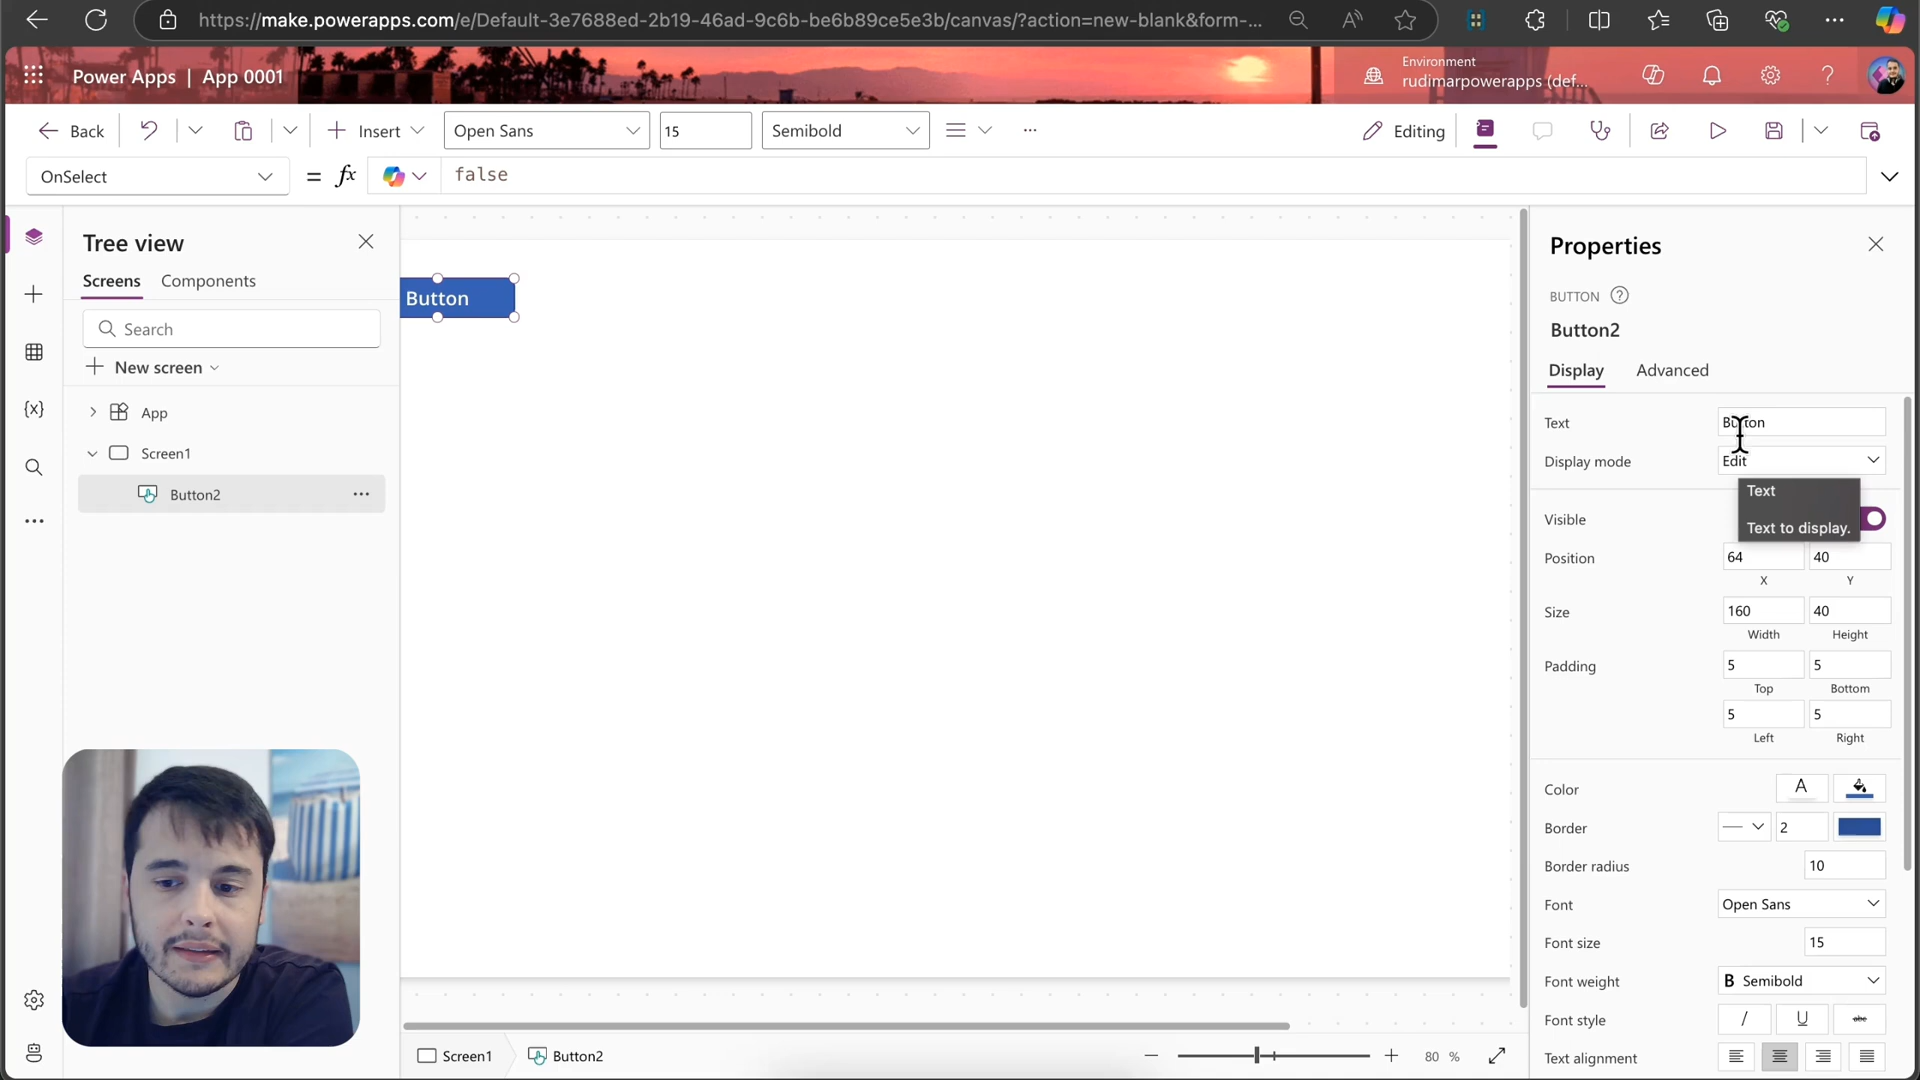 https://make.powerapps.com/e/Default-3e7688ed-2b19-46ad-9c6b-be6b89ce5e3b/canvas/?action=new-blank&form-...
Power Apps | App 0001
Environment
rudimarpowerapps (def...
Back
Insert
Open Sans
15
Semibold
Editing
OnSelect
= fx
false
Tree view
Screens
Components
Search
New screen
App
Screen1
Button2
Button
Properties
BUTTON
Button2
Display
Advanced
Text
Button
Display mode
Edit
Text
Text to display.
Visible
Position
64
40
X
Y
Size
160
40
Width
Height
Padding
5
5
Top
Bottom
5
5
Left
Right
Color
A
Border
2
Border radius
10
Font
Open Sans
Font size
15
Font weight
B Semibold
Font style
/
U
abc
Text alignment
Screen1
Button2
80 %